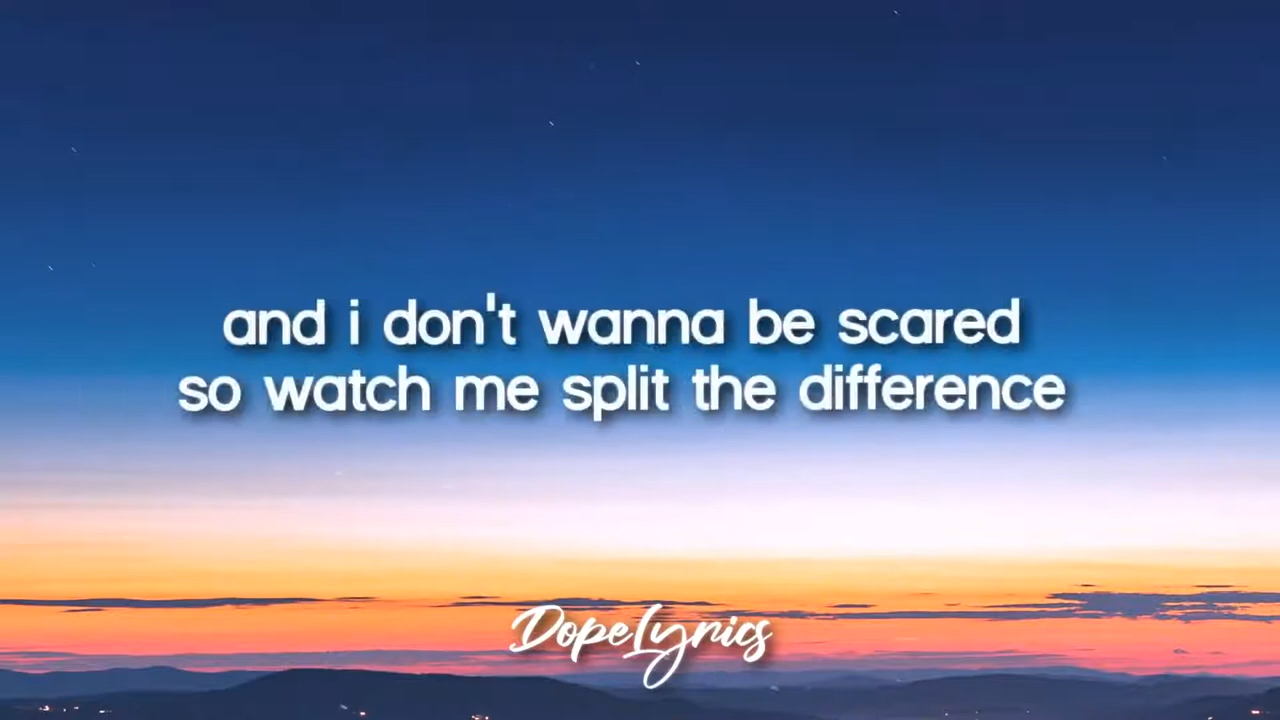 and i don't wanna be scared
so watch me split the difference
DopeLyrics